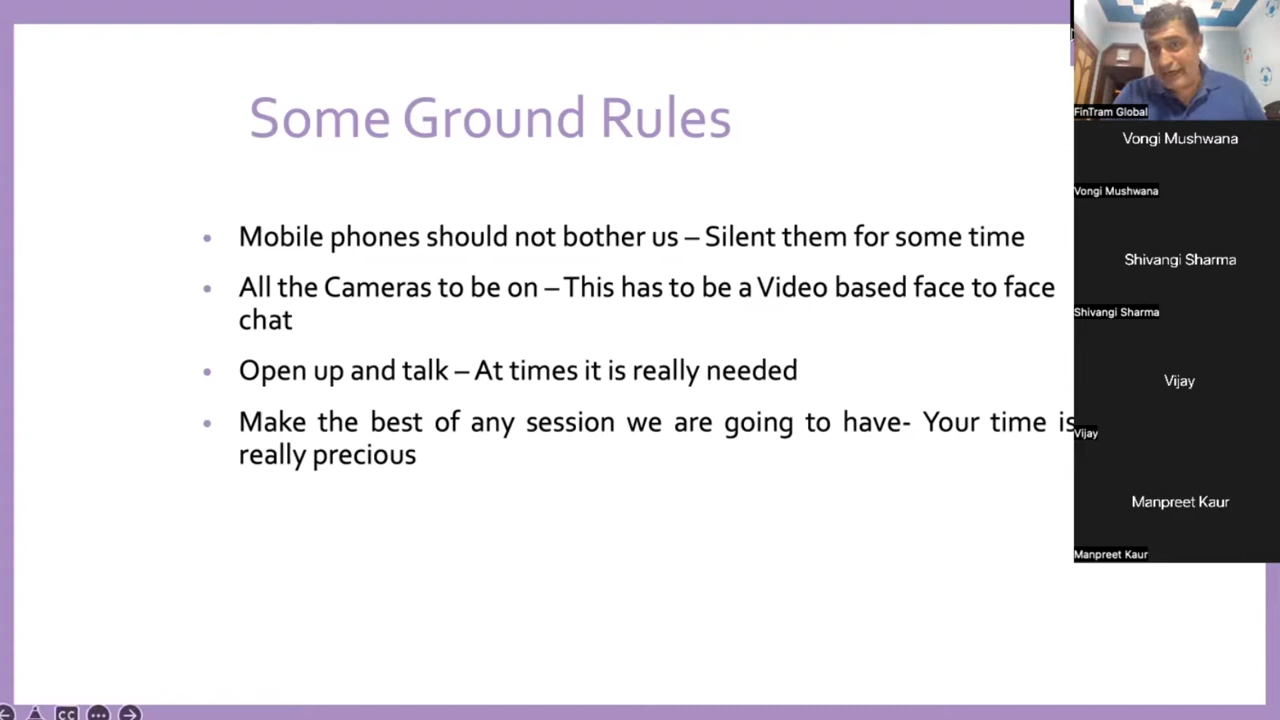 Some Ground Rules
• Mobile phones should not bother us – Silent them for some time
• All the Cameras to be on – This has to be a Video based face to face
chat
• Open up and talk – At times it is really needed
• Make the best of any session we are going to have- Your time is
really precious
FinTram Global
Vongi Mushwana
Vongi Mushwana
Shivangi Sharma
Shivangi Sharma
Vijay
Vijay
Manpreet Kaur
Manpreet Kaur
CC